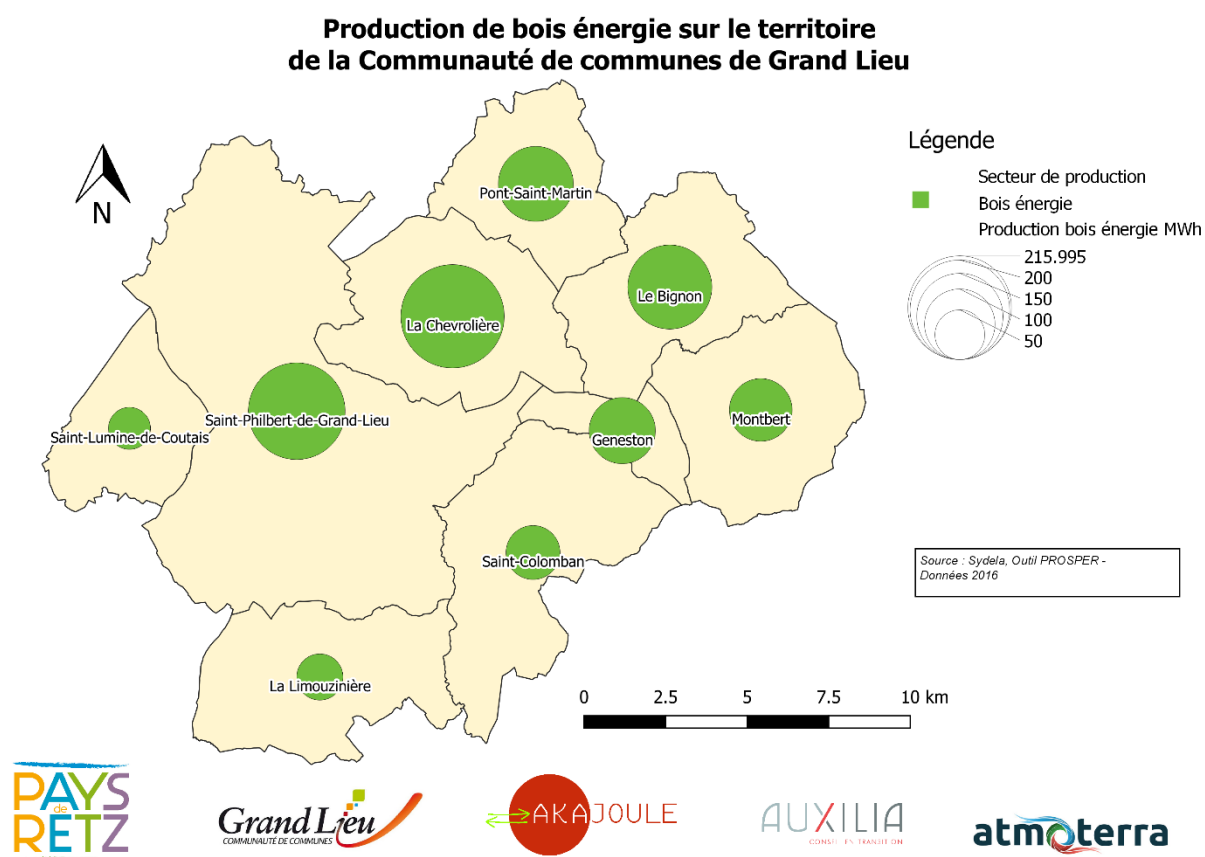 Production de bois énergie sur le territoire
de la Communauté de communes de Grand Lieu
N
Pont-Saint-Martin
Le Bignon
La Chevrolière
Saint-Philbert-de-Grand-Lieu
Saint-Lumine-de-Coutais
Geneston
Montbert
Saint-Colomban
La Limouzinière
Légende
Secteur de production
Bois énergie
Production bois énergie MWh
215.995
200
150
100
50
Source : Sydela, Outil PROSPER -
Données 2016
0 2.5 5 7.5 10 km
PAYS
de
RETZ
Grand Lieu
COMMUNAUTÉ DE COMMUNES
AKAJOULE
AUXILIA
CONSEIL EN TRANSITION
atmoterra